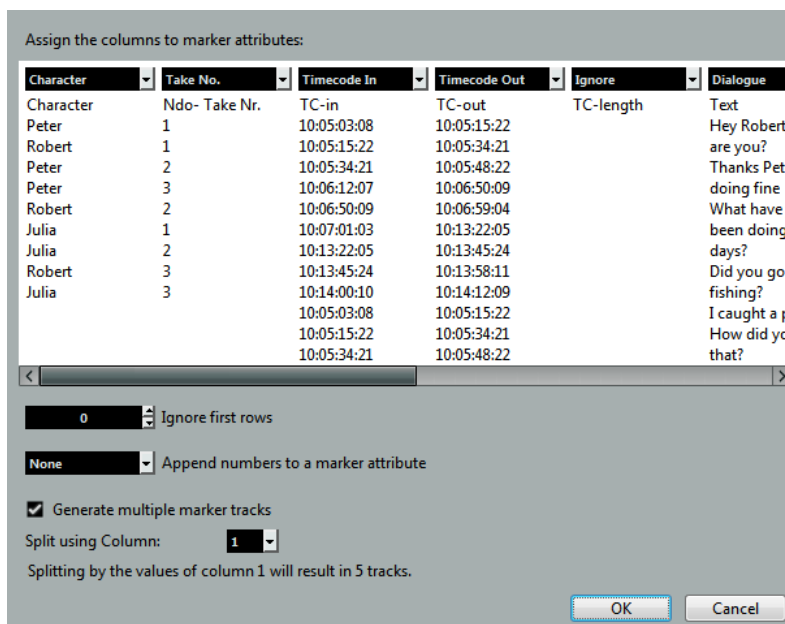 Assign the columns to marker attributes:
Character Take No. Timecode In Timecode Out Ignore Dialogue
Character Ndo- Take Nr. TC-in TC-out TC-length Text
Peter 1 10:05:03:08 10:05:15:22 Hey Robert
Robert 1 10:05:15:22 10:05:34:21 are you?
Peter 2 10:05:34:21 10:05:48:22 Thanks Pet
Peter 3 10:06:12:07 10:06:50:09 doing fine
Robert 2 10:06:50:09 10:06:59:04 What have
Julia 1 10:07:01:03 10:13:22:05 been doing
Julia 2 10:13:22:05 10:13:45:24 days?
Robert 3 10:13:45:24 10:13:58:11 Did you go
Julia 3 10:14:00:10 10:14:12:09 fishing?
10:05:03:08 10:05:15:22 I caught a p
10:05:15:22 10:05:34:21 How did yo
10:05:34:21 10:05:48:22 that?
0 Ignore first rows
None Append numbers to a marker attribute
Generate multiple marker tracks
Split using Column: 1
Splitting by the values of column 1 will result in 5 tracks.
OK Cancel